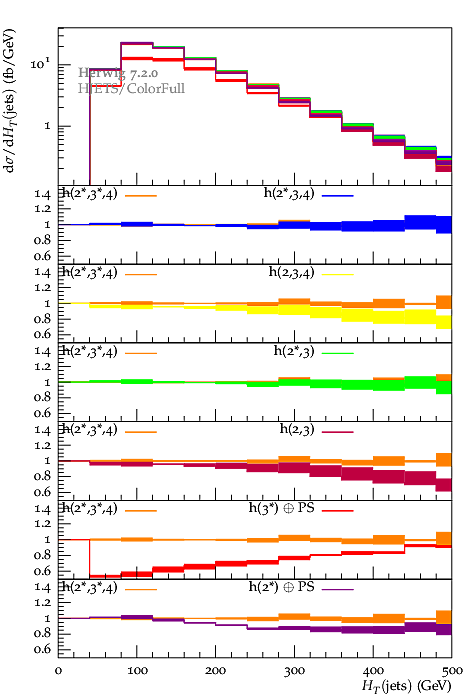 dσ/dH_T(jets) (fb/GeV)
10¹
Herwig 7.2.0
HJETS/ColorFull
1
1.4
h(2*,3*,4) h(2*,3,4)
1.2
1
0.8
0.6
1.4
h(2*,3*,4) h(2,3,4)
1.2
1
0.8
0.6
1.4
h(2*,3*,4) h(2*,3)
1.2
1
0.8
0.6
1.4
h(2*,3*,4) h(2,3)
1.2
1
0.8
0.6
1.4
h(2*,3*,4) h(3*) ⊕ PS
1.2
1
0.8
0.6
1.4
h(2*,3*,4) h(2*) ⊕ PS
1.2
1
0.8
0.6
0 100 200 300 400 500
H_T(jets) (GeV)